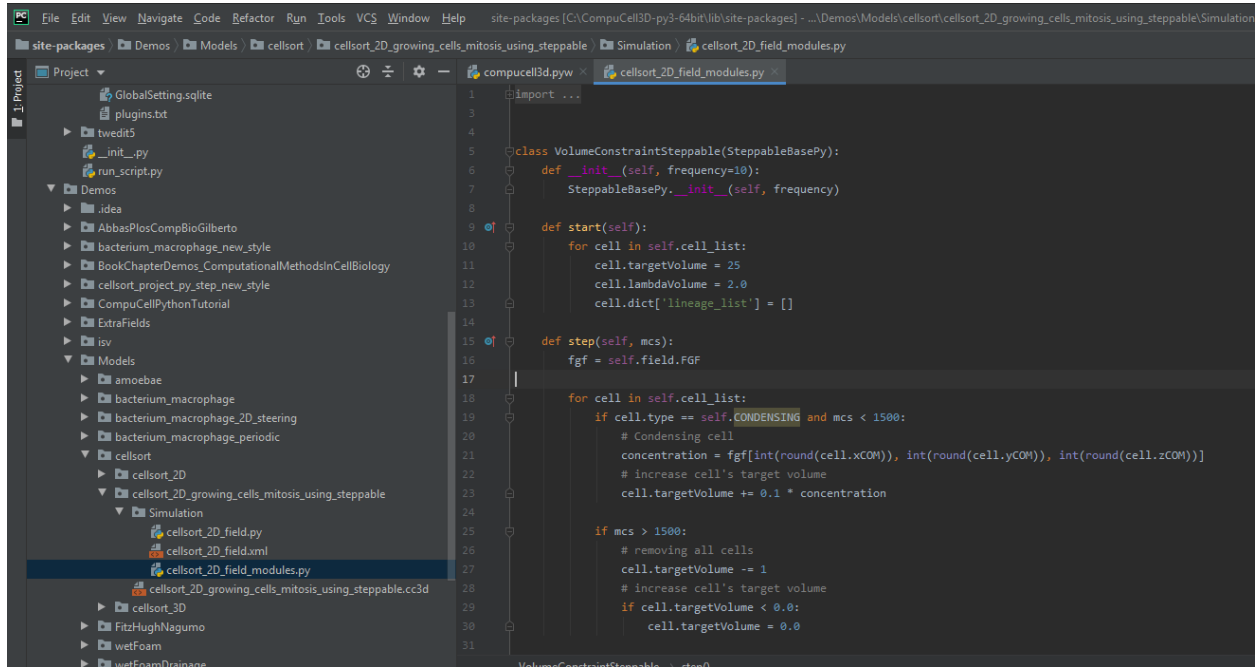 PC File Edit View Navigate Code Refactor Run Tools VCS Window Help site-packages [C:\CompuCell3D-py3-64bit\lib\site-packages] - ...\Demos\Models\cellsort\cellsort_2D_growing_cells_mitosis_using_steppable\Simulation
site-packages Demos Models cellsort cellsort_2D_growing_cells_mitosis_using_steppable Simulation cellsort_2D_field_modules.py
1: Project
Project
GlobalSetting.sqlite
plugins.txt
twedit5
__init__.py
run_script.py
Demos
.idea
AbbasPlosCompBioGilberto
bacterium_macrophage_new_style
BookChapterDemos_ComputationalMethodsInCellBiology
cellsort_project_py_step_new_style
CompuCellPythonTutorial
ExtraFields
isv
Models
amoebae
bacterium_macrophage
bacterium_macrophage_2D_steering
bacterium_macrophage_periodic
cellsort
cellsort_2D
cellsort_2D_growing_cells_mitosis_using_steppable
Simulation
cellsort_2D_field.py
cellsort_2D_field.xml
cellsort_2D_field_modules.py
cellsort_2D_growing_cells_mitosis_using_steppable.cc3d
cellsort_3D
FitzHughNagumo
wetFoam
wetFoamDrainage
compucell3d.pyw cellsort_2D_field_modules.py
1 import ...
3
4
5 class VolumeConstraintSteppable(SteppableBasePy):
6 def __init__(self, frequency=10):
7 SteppableBasePy.__init__(self, frequency)
8
9 def start(self):
10 for cell in self.cell_list:
11 cell.targetVolume = 25
12 cell.lambdaVolume = 2.0
13 cell.dict['lineage_list'] = []
14
15 def step(self, mcs):
16 fgf = self.field.FGF
17
18 for cell in self.cell_list:
19 if cell.type == self.CONDENSING and mcs < 1500:
20 # Condensing cell
21 concentration = fgf[int(round(cell.xCOM)), int(round(cell.yCOM)), int(round(cell.zCOM))]
22 # increase cell's target volume
23 cell.targetVolume += 0.1 * concentration
24
25 if mcs > 1500:
26 # removing all cells
27 cell.targetVolume -= 1
28 # increase cell's target volume
29 if cell.targetVolume < 0.0:
30 cell.targetVolume = 0.0
31
VolumeConstraintSteppable step()